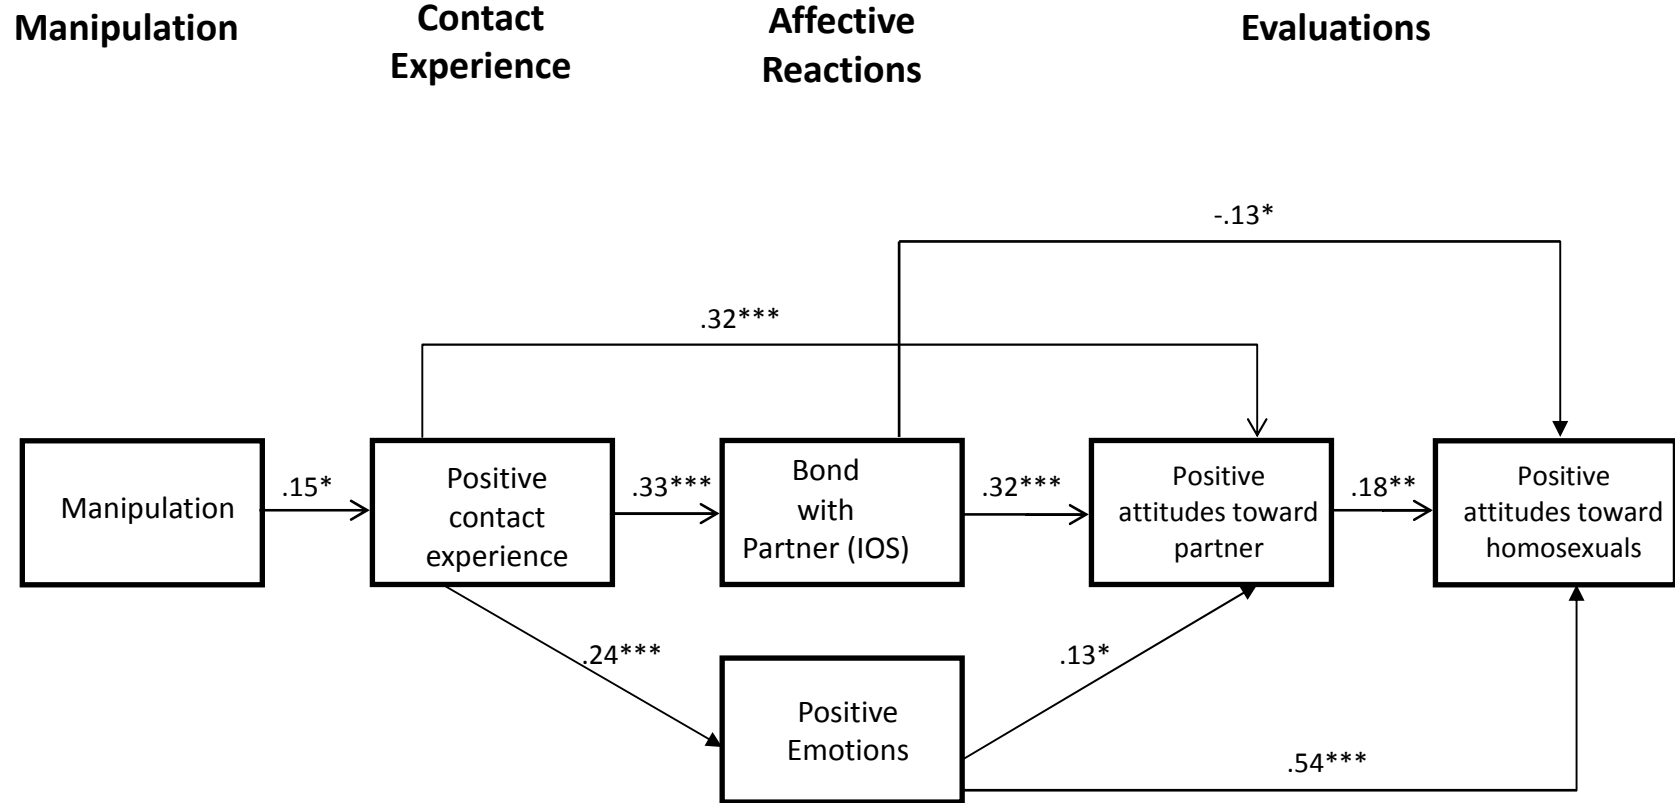 Manipulation
Contact
Experience
Affective
Reactions
Evaluations
-.13*
.32***
Manipulation
.15*
Positive
contact
experience
.33***
Bond
with
Partner (IOS)
.32***
Positive
attitudes toward
partner
.18**
Positive
attitudes toward
homosexuals
.24***
.13*
Positive
Emotions
.54***